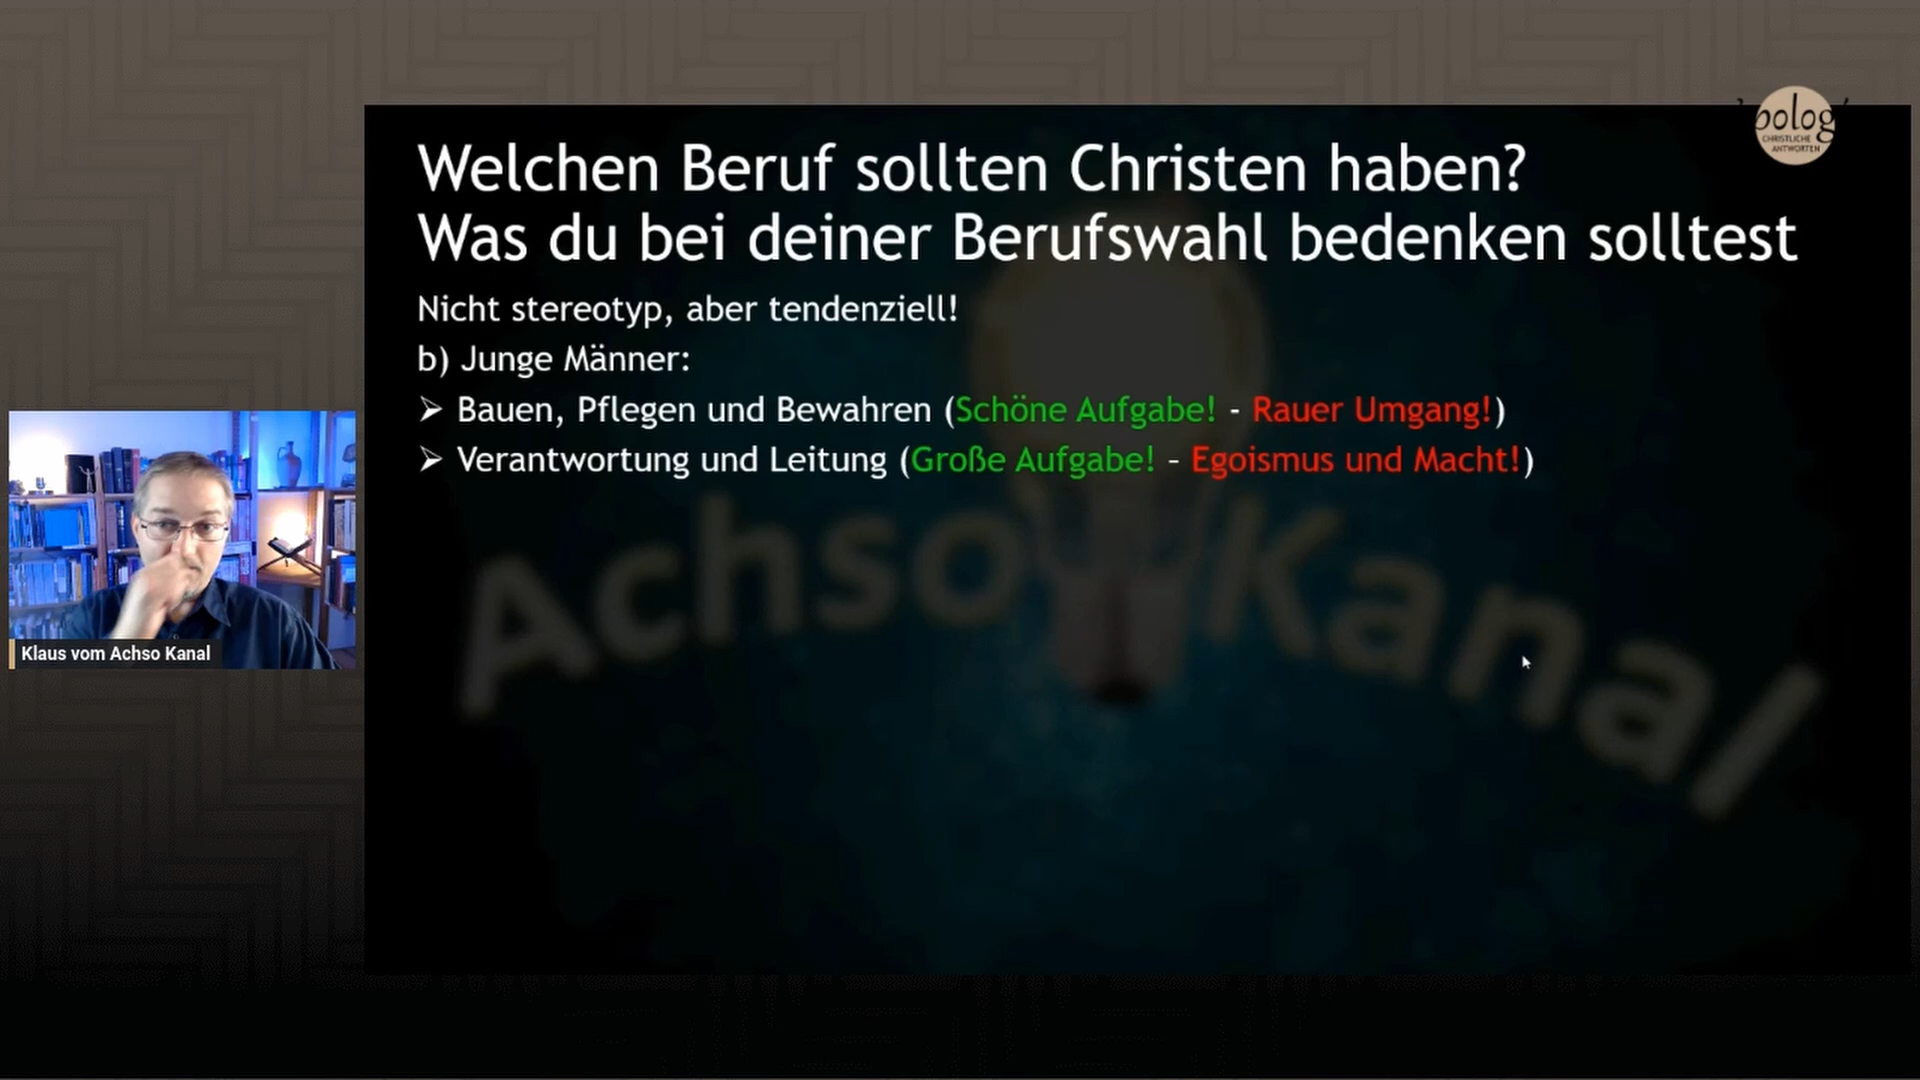 Welchen Beruf sollten Christen haben?
Was du bei deiner Berufswahl bedenken solltest
Nicht stereotyp, aber tendenziell!
b) Junge Männer:
➢ Bauen, Pflegen und Bewahren (Schöne Aufgabe! - Rauer Umgang!)
➢ Verantwortung und Leitung (Große Aufgabe! – Egoismus und Macht!)
Achso Kanal
Klaus vom Achso Kanal
polog
CHRISTLICHE
ANTWORTEN